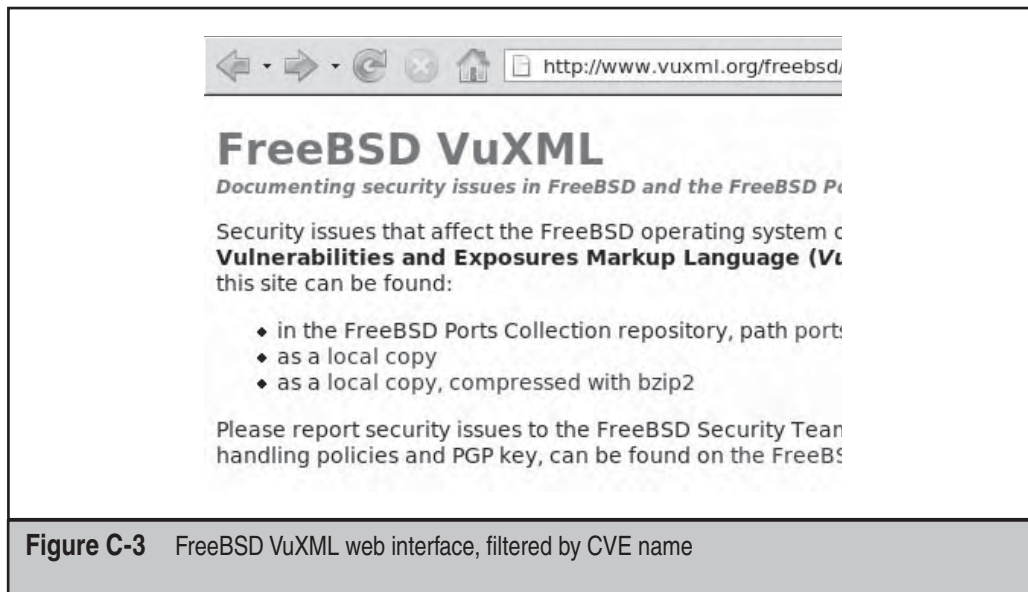 http://www.vuxml.org/freebsd/
FreeBSD VuXML
Documenting security issues in FreeBSD and the FreeBSD
Security issues that affect the FreeBSD operating system
Vulnerabilities and Exposures Markup Language (
this site can be found:
in the FreeBSD Ports Collection repository, path ports
as a local copy
as a local copy, compressed with bzip2
Please report security issues to the FreeBSD Security
handling policies and PGP key, can be found on the
Figure C-3 FreeBSD VuXML web interface, filtered by CVE name